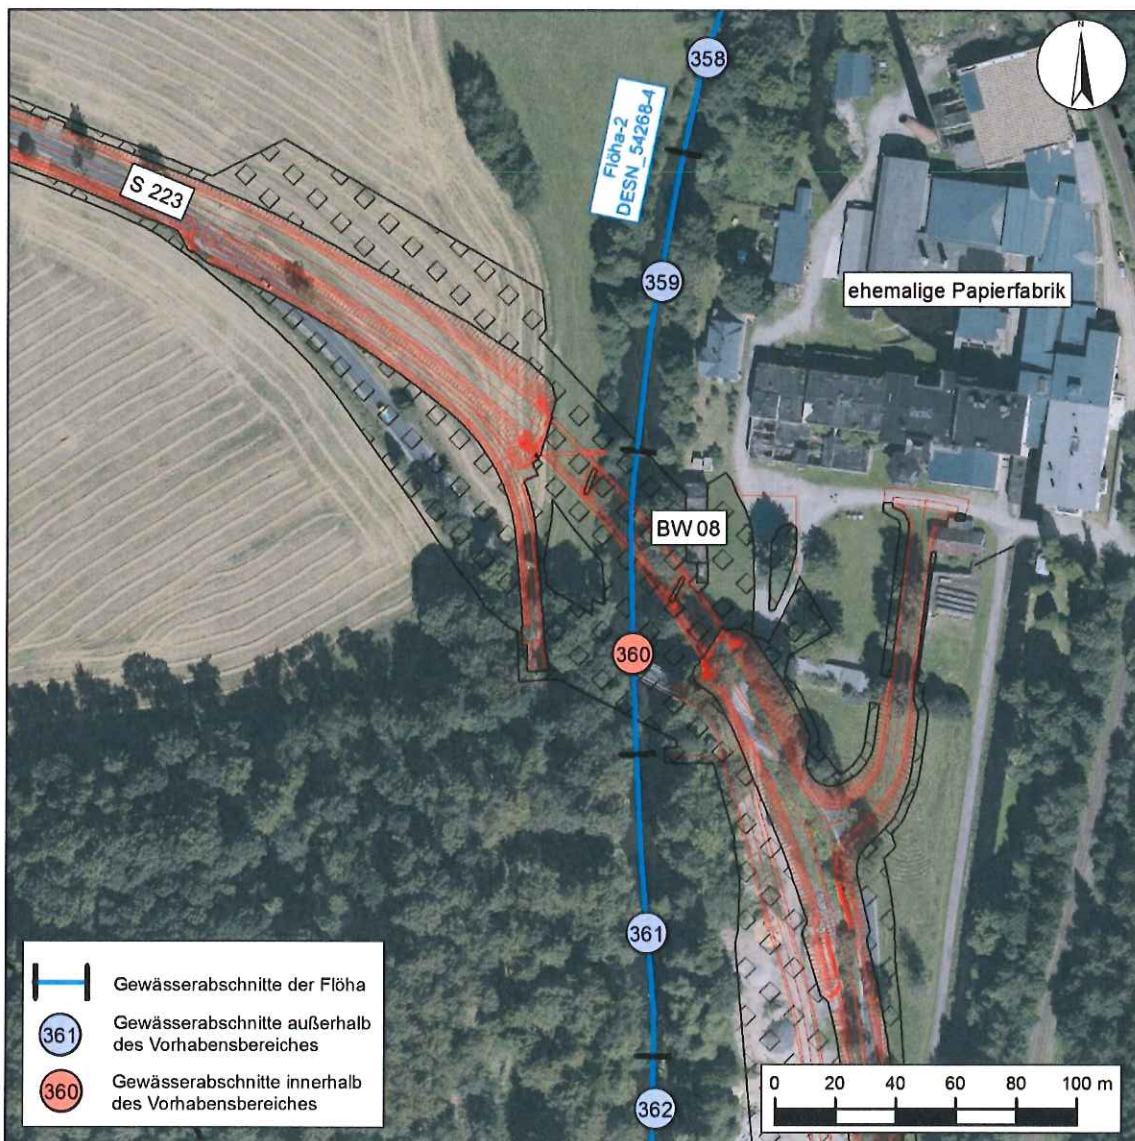 N
358
Flöha-2
DESN_54268-4
S 223
359
ehemalige Papierfabrik
BW 08
360
361
362
Gewässerabschnitte der Flöha
361
Gewässerabschnitte außerhalb
des Vorhabensbereiches
360
Gewässerabschnitte innerhalb
des Vorhabensbereiches
0 20 40 60 80 100 m